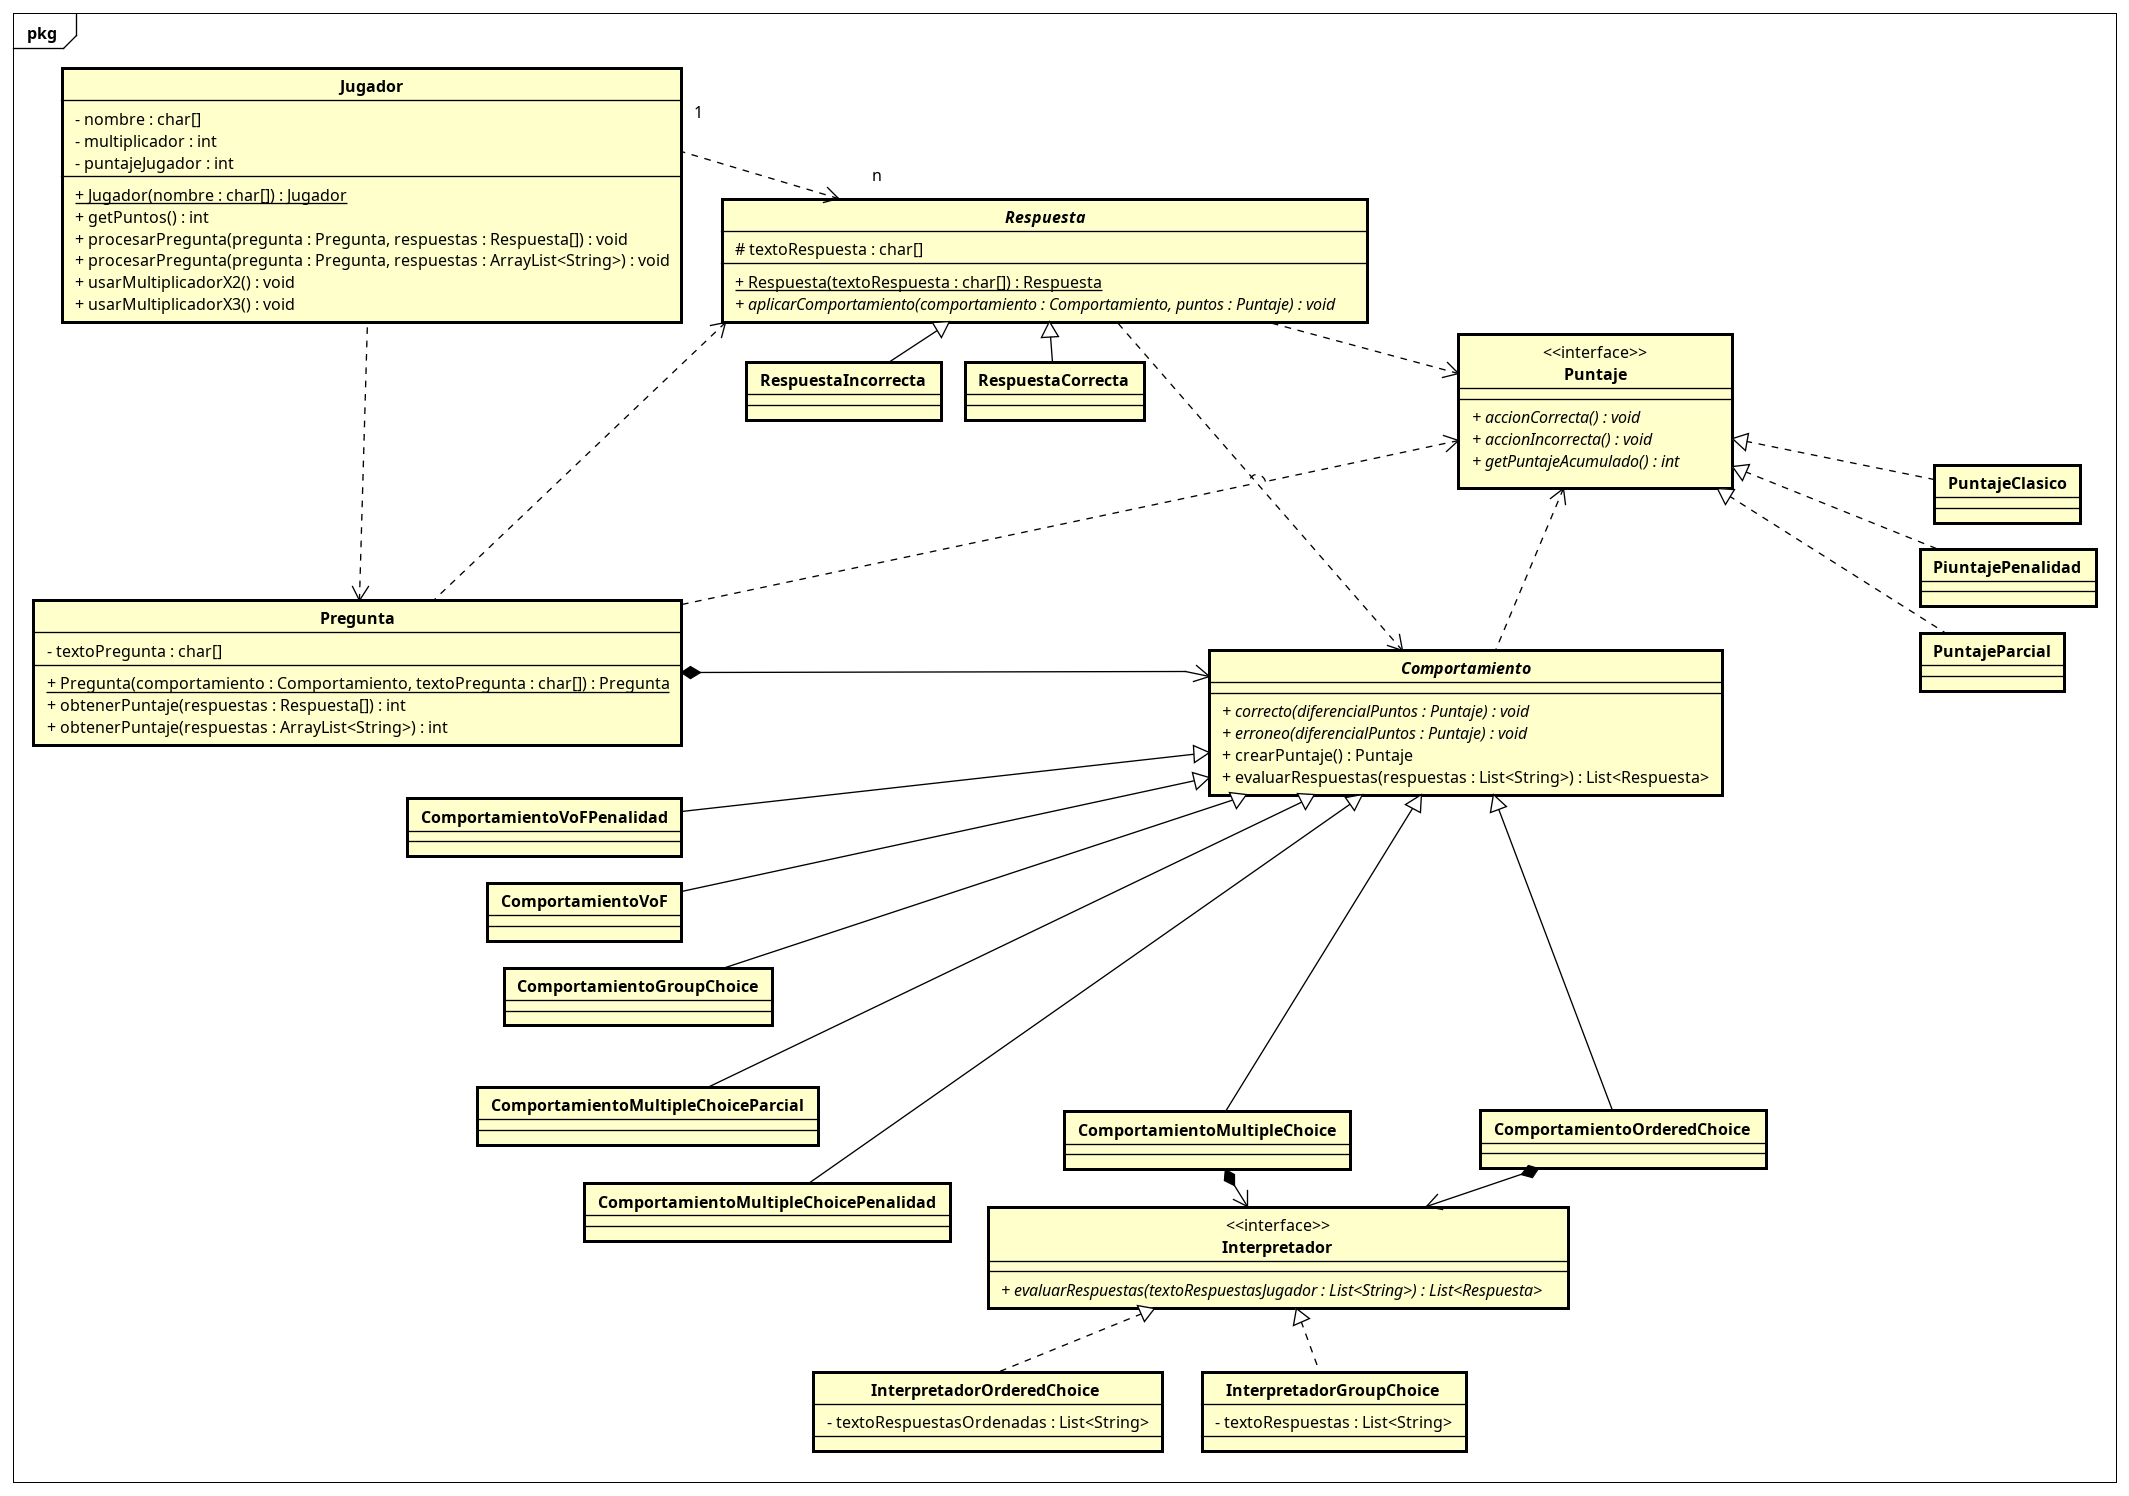 pkg
Jugador
- nombre : char[]
- multiplicador : int
- puntajeJugador : int
+ Jugador(nombre : char[]) : Jugador
+ getPuntos() : int
+ procesarPregunta(pregunta : Pregunta, respuestas : Respuesta[]) : void
+ procesarPregunta(pregunta : Pregunta, respuestas : ArrayList<String>) : void
+ usarMultiplicadorX2() : void
+ usarMultiplicadorX3() : void
1
n
Respuesta
# textoRespuesta : char[]
+ Respuesta(textoRespuesta : char[]) : Respuesta
+ aplicarComportamiento(comportamiento : Comportamiento, puntos : Puntaje) : void
RespuestaIncorrecta
RespuestaCorrecta
<<interface>>
Puntaje
+ accionCorrecta() : void
+ accionIncorrecta() : void
+ getPuntajeAcumulado() : int
PuntajeClasico
PiuntajePenalidad
PuntajeParcial
Pregunta
- textoPregunta : char[]
+ Pregunta(comportamiento : Comportamiento, textoPregunta : char[]) : Pregunta
+ obtenerPuntaje(respuestas : Respuesta[]) : int
+ obtenerPuntaje(respuestas : ArrayList<String>) : int
Comportamiento
+ correcto(diferencialPuntos : Puntaje) : void
+ erroneo(diferencialPuntos : Puntaje) : void
+ crearPuntaje() : Puntaje
+ evaluarRespuestas(respuestas : List<String>) : List<Respuesta>
ComportamientoVoFPenalidad
ComportamientoVoF
ComportamientoGroupChoice
ComportamientoMultipleChoiceParcial
ComportamientoMultipleChoicePenalidad
ComportamientoMultipleChoice
ComportamientoOrderedChoice
<<interface>>
Interpretador
+ evaluarRespuestas(textoRespuestasJugador : List<String>) : List<Respuesta>
InterpretadorOrderedChoice
- textoRespuestasOrdenadas : List<String>
InterpretadorGroupChoice
- textoRespuestas : List<String>